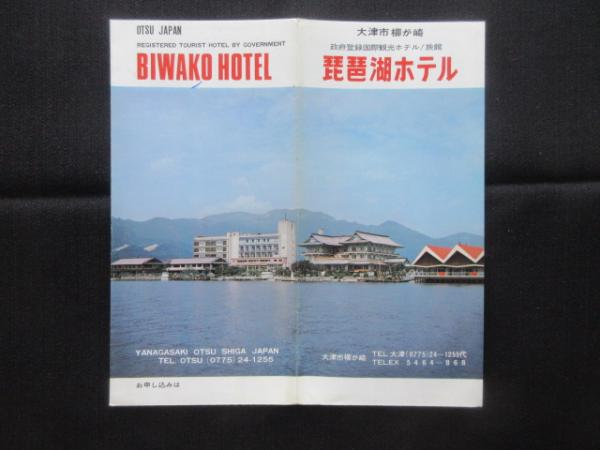 OTSU JAPAN
REGISTERED TOURIST HOTEL BY GOVERNMENT
BIWAKO HOTEL
YANAGASAKI OTSU SHIGA JAPAN
TEL. OTSU (0775) 24-1255
お申し込みは
大津市柳が崎
政府登録国際観光ホテル/旅館
琵琶湖ホテル
大津市柳が崎
TEL 大津(0775)24-1255代
TELEX 5464-868